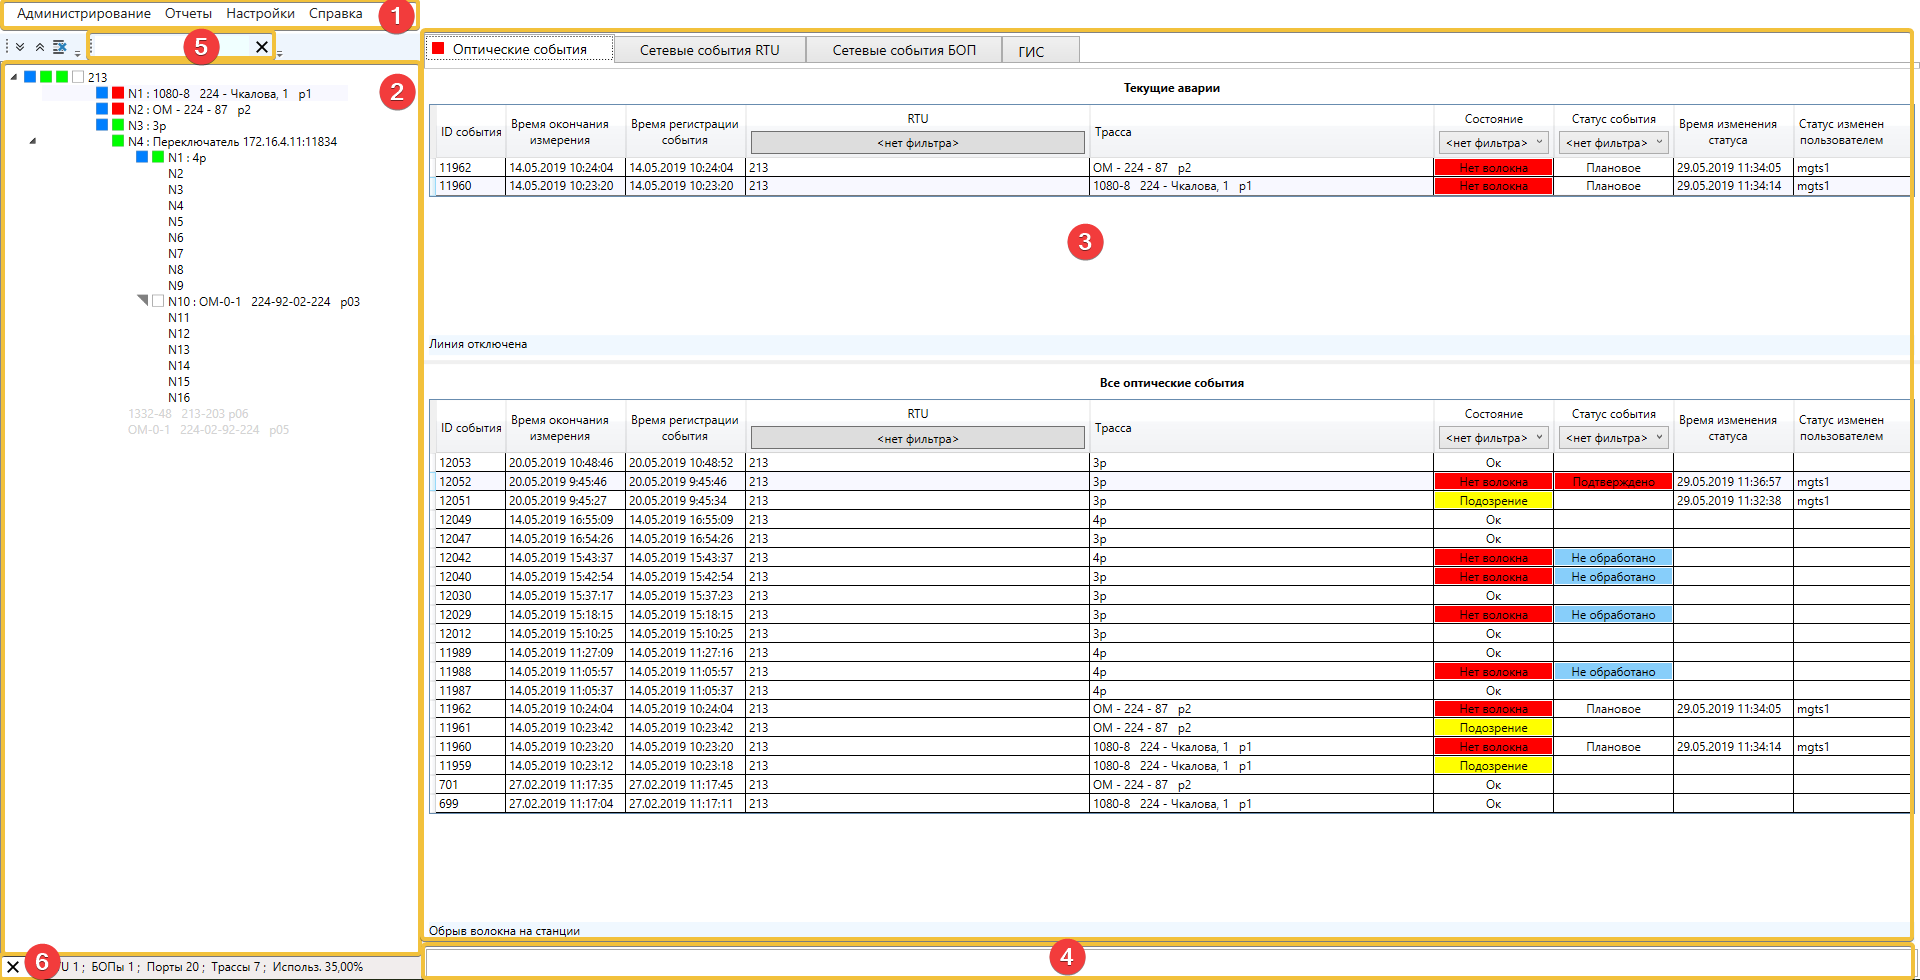 Администрирование Отчеты Настройки Справка 1
5
213
2
N1 : 1080-8 224 - Чкалова, 1 p1
N2 : ОМ - 224 - 87 p2
N3 : 3p
N4 : Переключатель 172.16.4.11:11834
N1 : 4p
N2
N3
N4
N5
N6
N7
N8
N9
N10 : ОМ-0-1 224-92-02-224 p03
N11
N12
N13
N14
N15
N16
1332-48 213-203 p06
ОМ-0-1 224-02-92-224 p05
6 U 1 ; БОПы 1 ; Порты 20 ; Трассы 7 ; Использ. 35,00%
Оптические события Сетевые события RTU Сетевые события БОП ГИС
Текущие аварии
ID события Время окончания измерения Время регистрации события RTU <нет фильтра> Трасса Состояние <нет фильтра> Статус события <нет фильтра> Время изменения статуса Статус изменен пользователем
11962 14.05.2019 10:24:04 14.05.2019 10:24:04 213 ОМ - 224 - 87 p2 Нет волокна Плановое 29.05.2019 11:34:05 mgts1
11960 14.05.2019 10:23:20 14.05.2019 10:23:20 213 1080-8 224 - Чкалова, 1 p1 Нет волокна Плановое 29.05.2019 11:34:14 mgts1
3
Линия отключена
Все оптические события
ID события Время окончания измерения Время регистрации события RTU <нет фильтра> Трасса Состояние <нет фильтра> Статус события <нет фильтра> Время изменения статуса Статус изменен пользователем
12053 20.05.2019 10:48:46 20.05.2019 10:48:52 213 3p Ок
12052 20.05.2019 9:45:46 20.05.2019 9:45:46 213 3p Нет волокна Подтверждено 29.05.2019 11:36:57 mgts1
12051 20.05.2019 9:45:27 20.05.2019 9:45:34 213 3p Подозрение 29.05.2019 11:32:38 mgts1
12049 14.05.2019 16:55:09 14.05.2019 16:55:09 213 4p Ок
12047 14.05.2019 16:54:26 14.05.2019 16:54:26 213 3p Ок
12042 14.05.2019 15:43:37 14.05.2019 15:43:37 213 4p Нет волокна Не обработано
12040 14.05.2019 15:42:54 14.05.2019 15:42:54 213 3p Нет волокна Не обработано
12030 14.05.2019 15:37:17 14.05.2019 15:37:23 213 3p Ок
12029 14.05.2019 15:18:15 14.05.2019 15:18:15 213 3p Нет волокна Не обработано
12012 14.05.2019 15:10:25 14.05.2019 15:10:25 213 3p Ок
11989 14.05.2019 11:27:09 14.05.2019 11:27:16 213 4p Ок
11988 14.05.2019 11:05:57 14.05.2019 11:05:57 213 4p Нет волокна Не обработано
11987 14.05.2019 11:05:37 14.05.2019 11:05:37 213 4p Ок
11962 14.05.2019 10:24:04 14.05.2019 10:24:04 213 ОМ - 224 - 87 p2 Нет волокна Плановое 29.05.2019 11:34:05 mgts1
11961 14.05.2019 10:23:42 14.05.2019 10:23:42 213 ОМ - 224 - 87 p2 Подозрение
11960 14.05.2019 10:23:20 14.05.2019 10:23:20 213 1080-8 224 - Чкалова, 1 p1 Нет волокна Плановое 29.05.2019 11:34:14 mgts1
11959 14.05.2019 10:23:12 14.05.2019 10:23:18 213 1080-8 224 - Чкалова, 1 p1 Подозрение
701 27.02.2019 11:17:35 27.02.2019 11:17:45 213 ОМ - 224 - 87 p2 Ок
699 27.02.2019 11:17:04 27.02.2019 11:17:11 213 1080-8 224 - Чкалова, 1 p1 Ок
Обрыв волокна на станции
4